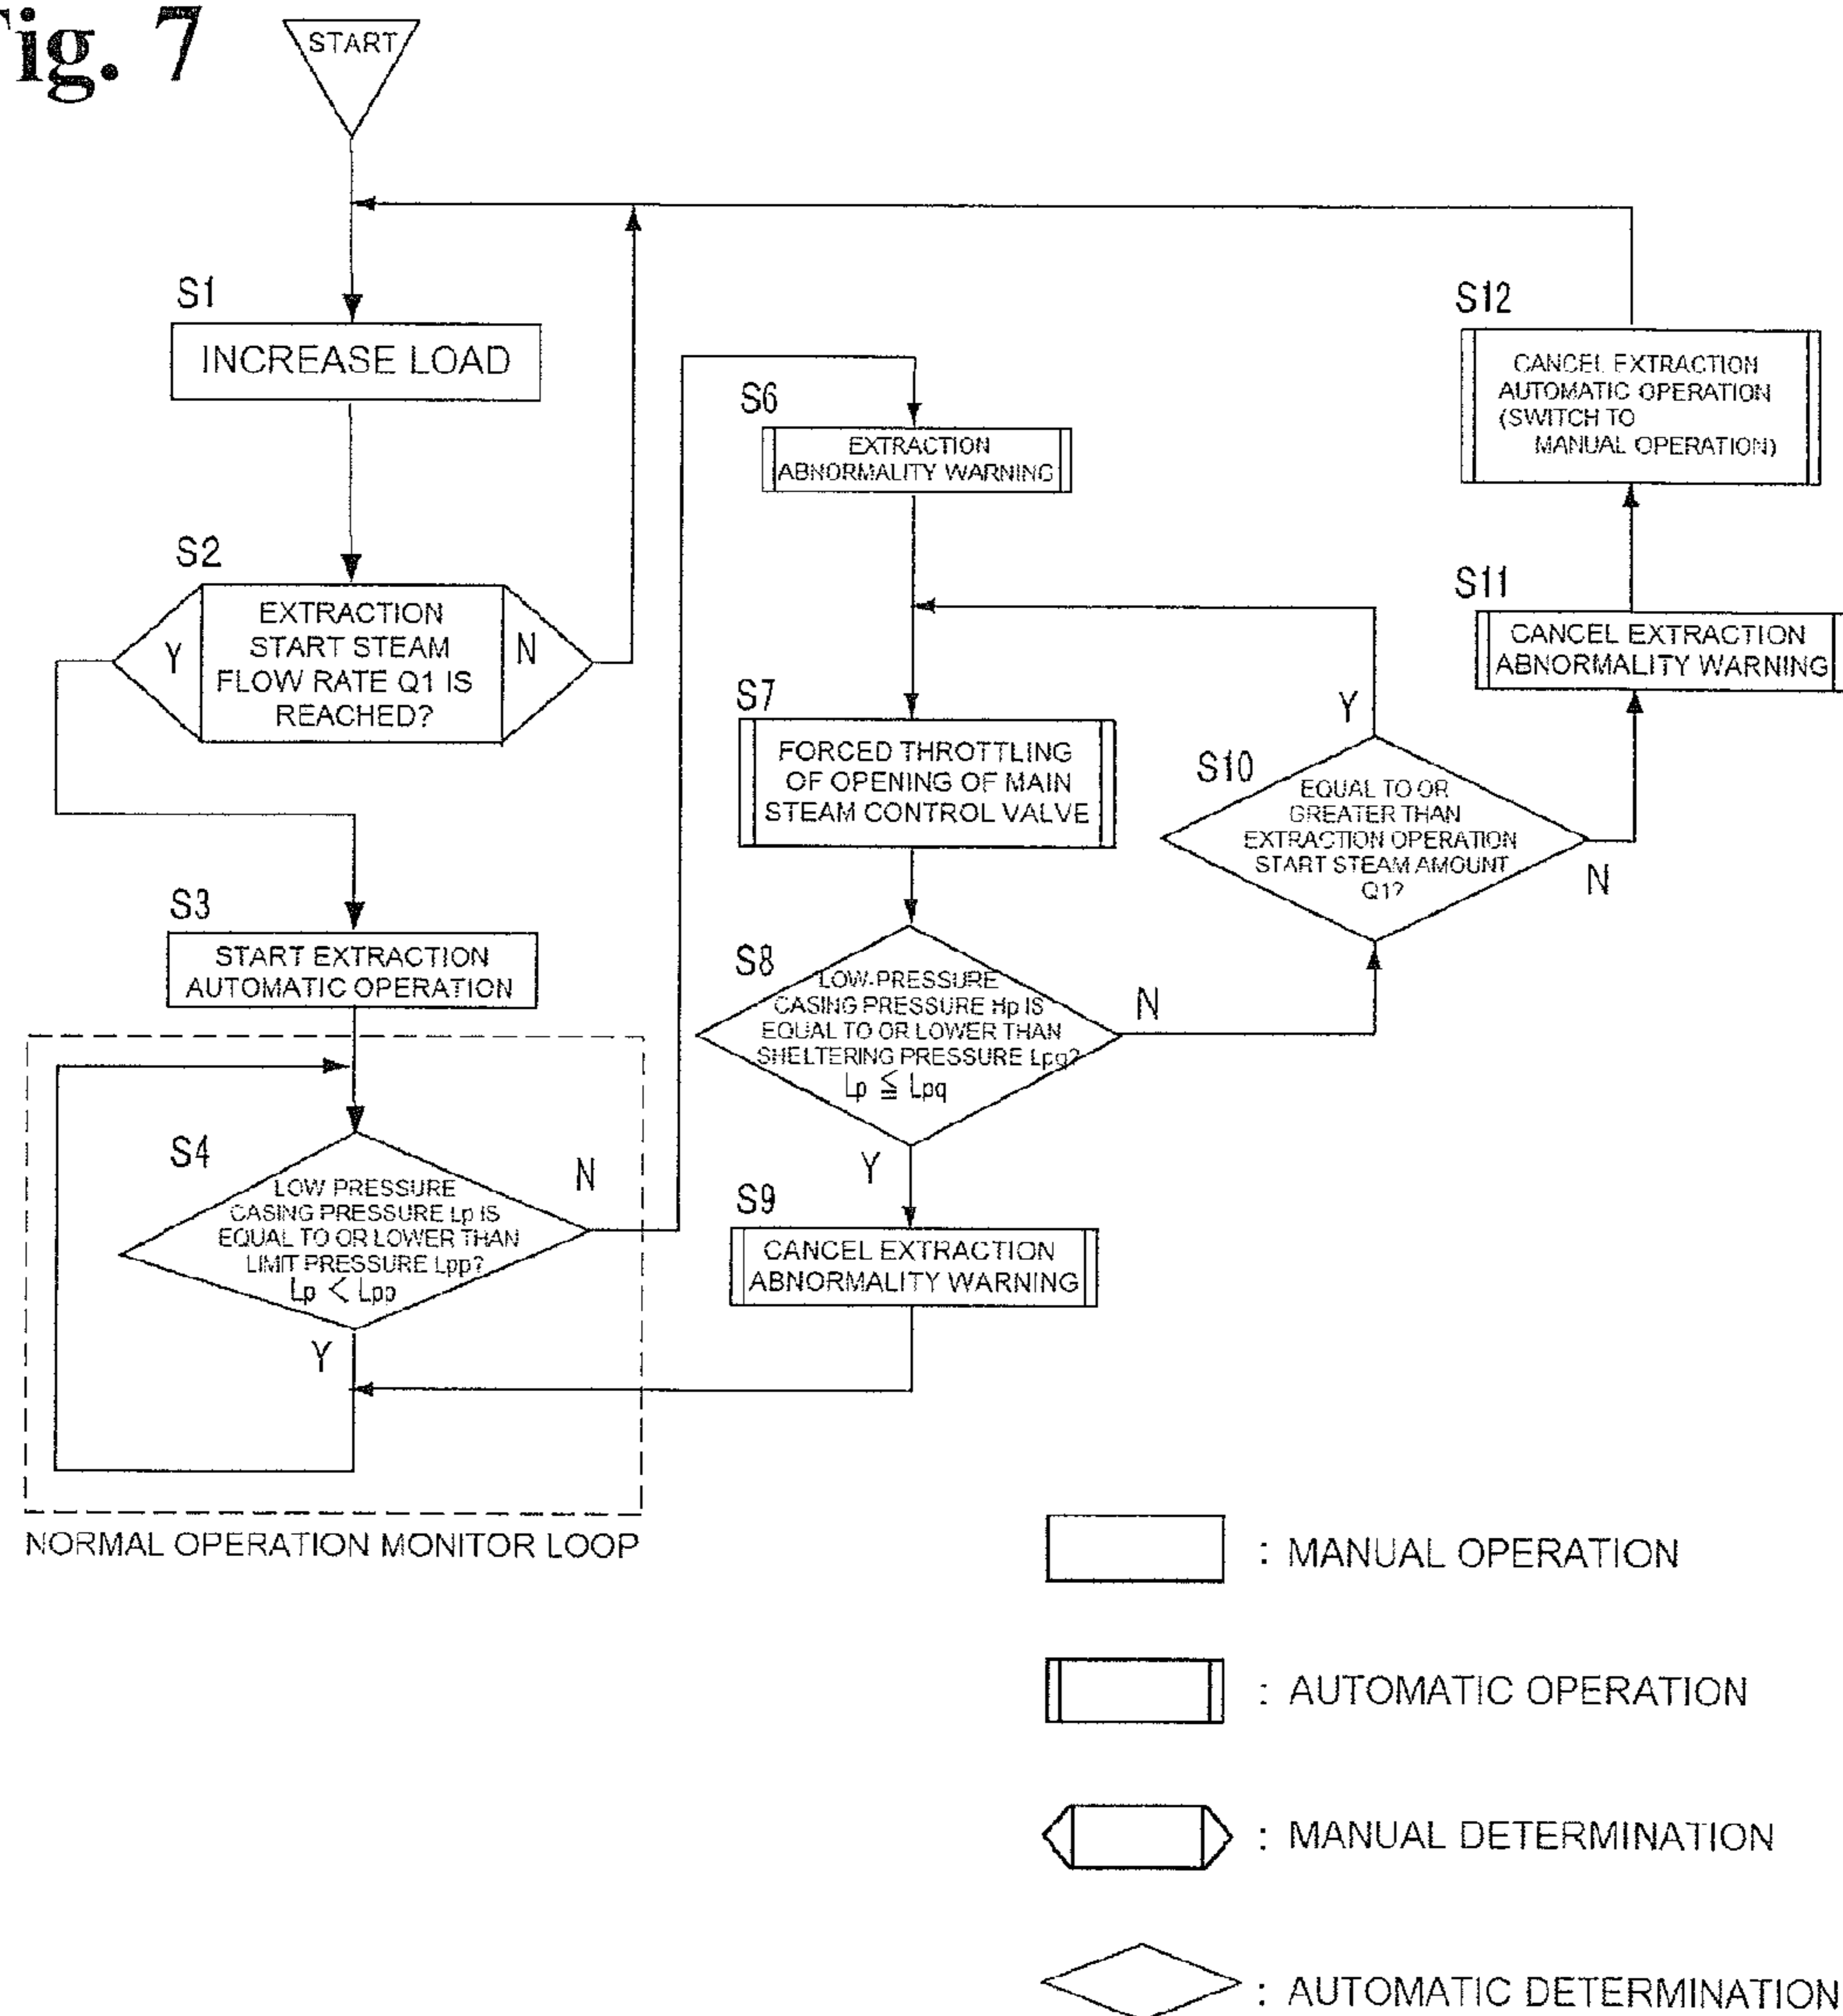 Fig. 7
START
S1
INCREASE LOAD
S2
Y
EXTRACTION
START STEAM
FLOW RATE Q1 IS
REACHED?
N
S3
START EXTRACTION
AUTOMATIC OPERATION
S4
LOW PRESSURE
CASING PRESSURE Lp IS
EQUAL TO OR LOWER THAN
LIMIT PRESSURE Lpp?
Lp < Lpp
N
Y
NORMAL OPERATION MONITOR LOOP
S6
EXTRACTION
ABNORMALITY WARNING
S7
FORCED THROTTLING
OF OPENING OF MAIN
STEAM CONTROL VALVE
S8
LOW-PRESSURE
CASING PRESSURE Hp IS
EQUAL TO OR LOWER THAN
SHELTERING PRESSURE Lpq?
Lp ≦ Lpq
N
Y
S9
CANCEL EXTRACTION
ABNORMALITY WARNING
S10
Y
EQUAL TO OR
GREATER THAN
EXTRACTION OPERATION
START STEAM AMOUNT
Q1?
N
S11
CANCEL EXTRACTION
ABNORMALITY WARNING
S12
CANCEL EXTRACTION
AUTOMATIC OPERATION
(SWITCH TO
MANUAL OPERATION)
: MANUAL OPERATION
: AUTOMATIC OPERATION
: MANUAL DETERMINATION
: AUTOMATIC DETERMINATION